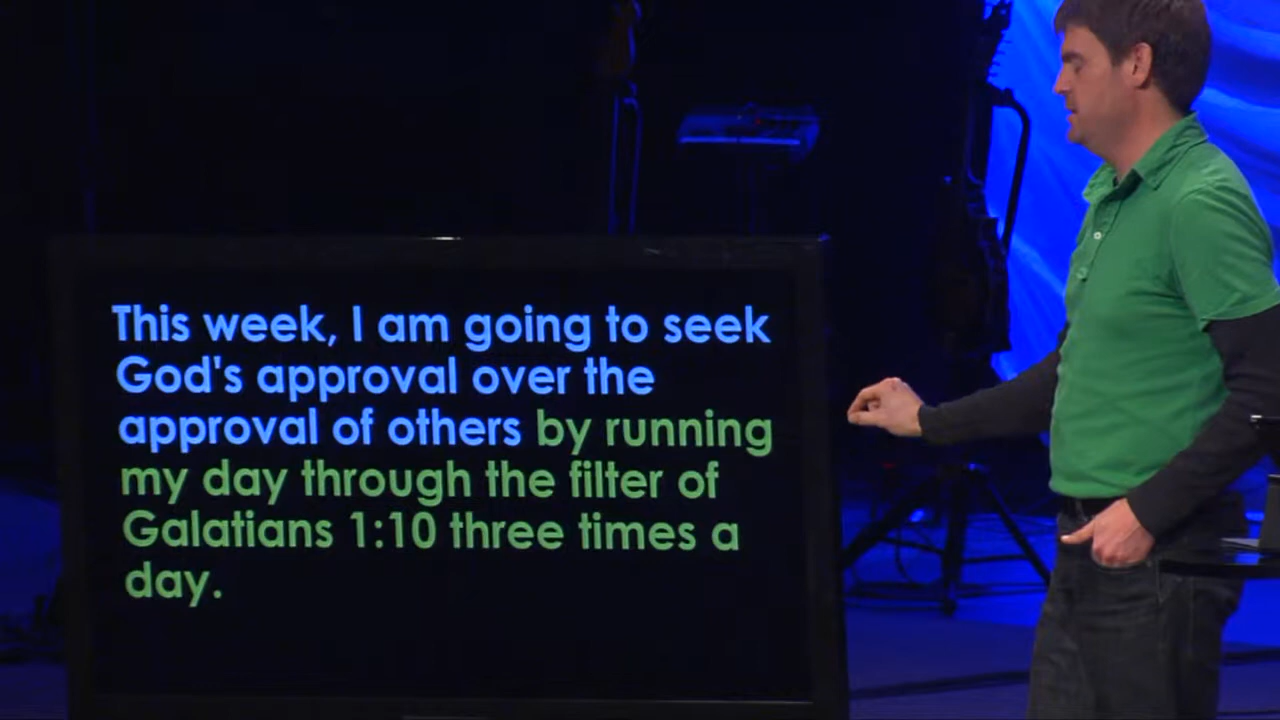 This week, I am going to seek
God's approval over the
approval of others by running
my day through the filter of
Galatians 1:10 three times a
day.